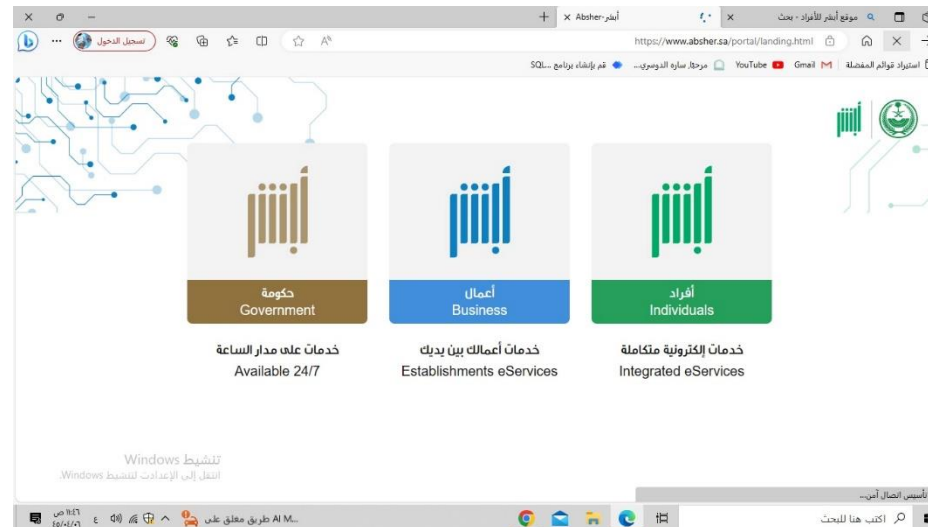 موقع أبشر للأفراد - بحث
أبشر-Absher
https://www.absher.sa/portal/landing.html
تسجيل الدخول
استيراد قوائم المفضلة
Gmail
YouTube
مرحبًا, ساره الدوسري...
قم بإنشاء برنامج SQL...
أبشر
أبشر
أبشر
أبشر
أفراد
Individuals
خدمات إلكترونية متكاملة
Integrated eServices
أعمال
Business
خدمات أعمالك بين يديك
Establishments eServices
حكومة
Government
خدمات على مدار الساعة
Available 24/7
تنشيط Windows
انتقل إلى الإعدادات لتنشيط Windows.
تأسيس اتصال آمن...
اكتب هنا للبحث
طريق مغلق على Al M...
ع
١١:٤٦ ص